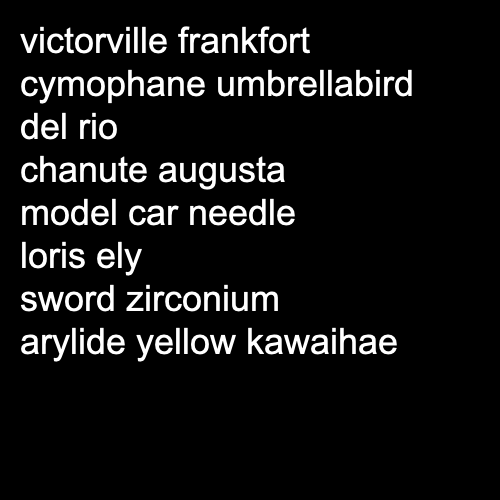 victorville frankfort
cymophane umbrellabird
del rio
chanute augusta
model car needle
loris ely
sword zirconium
arylide yellow kawaihae